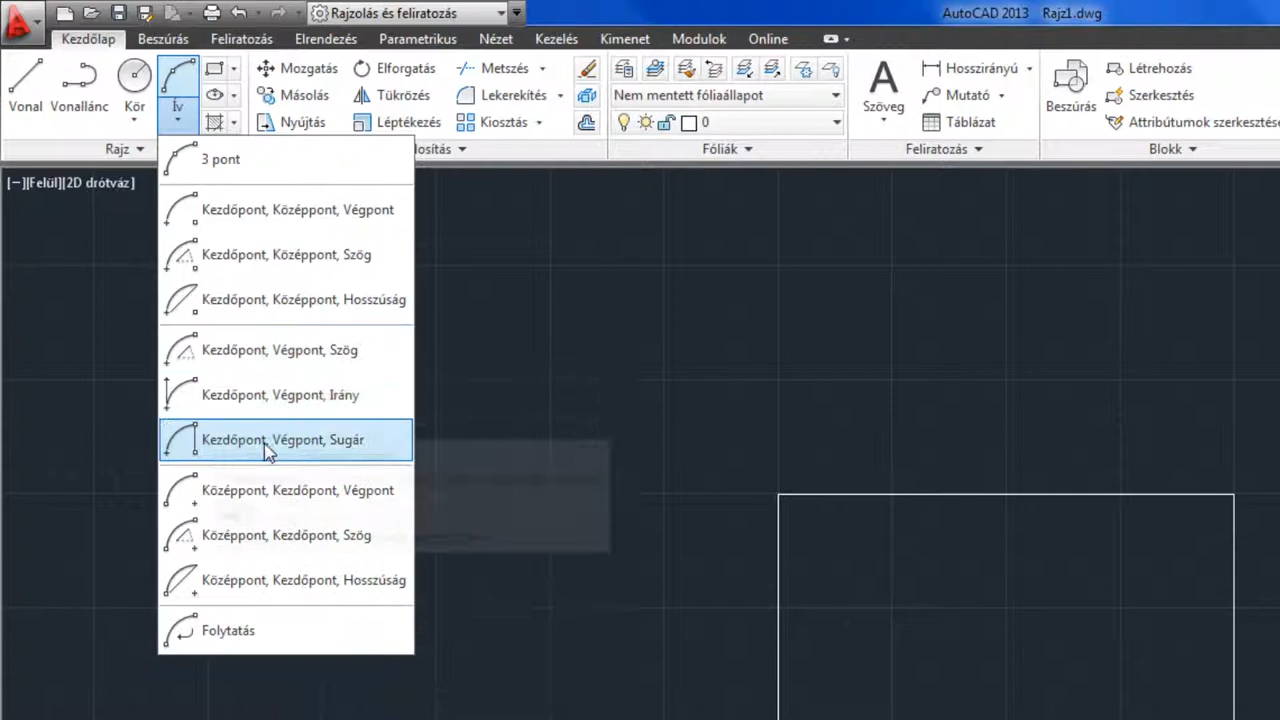 Rajzolás és feliratozás
AutoCAD 2013 Rajz1.dwg
Kezdőlap Beszúrás Feliratozás Elrendezés Parametrikus Nézet Kezelés Kimenet Modulok Online
Vonal
Vonallánc
Kör
Ív
Mozgatás Elforgatás Metszés
Másolás Tükrözés Lekerekítés
Nyújtás Léptékezés Kiosztás
Nem mentett fóliaállapot
0
Szöveg
Hosszirányú
Mutató
Táblázat
Beszúrás
Létrehozás
Szerkesztés
Attribútumok szerkesztése
Rajz losítás Fóliák Feliratozás Blokk
[−]|Felül]|2D drótváz]
3 pont
Kezdőpont, Középpont, Végpont
Kezdőpont, Középpont, Szög
Kezdőpont, Középpont, Hosszúság
Kezdőpont, Végpont, Szög
Kezdőpont, Végpont, Irány
Kezdőpont, Végpont, Sugár
Középpont, Kezdőpont, Végpont
Középpont, Kezdőpont, Szög
Középpont, Kezdőpont, Hosszúság
Folytatás